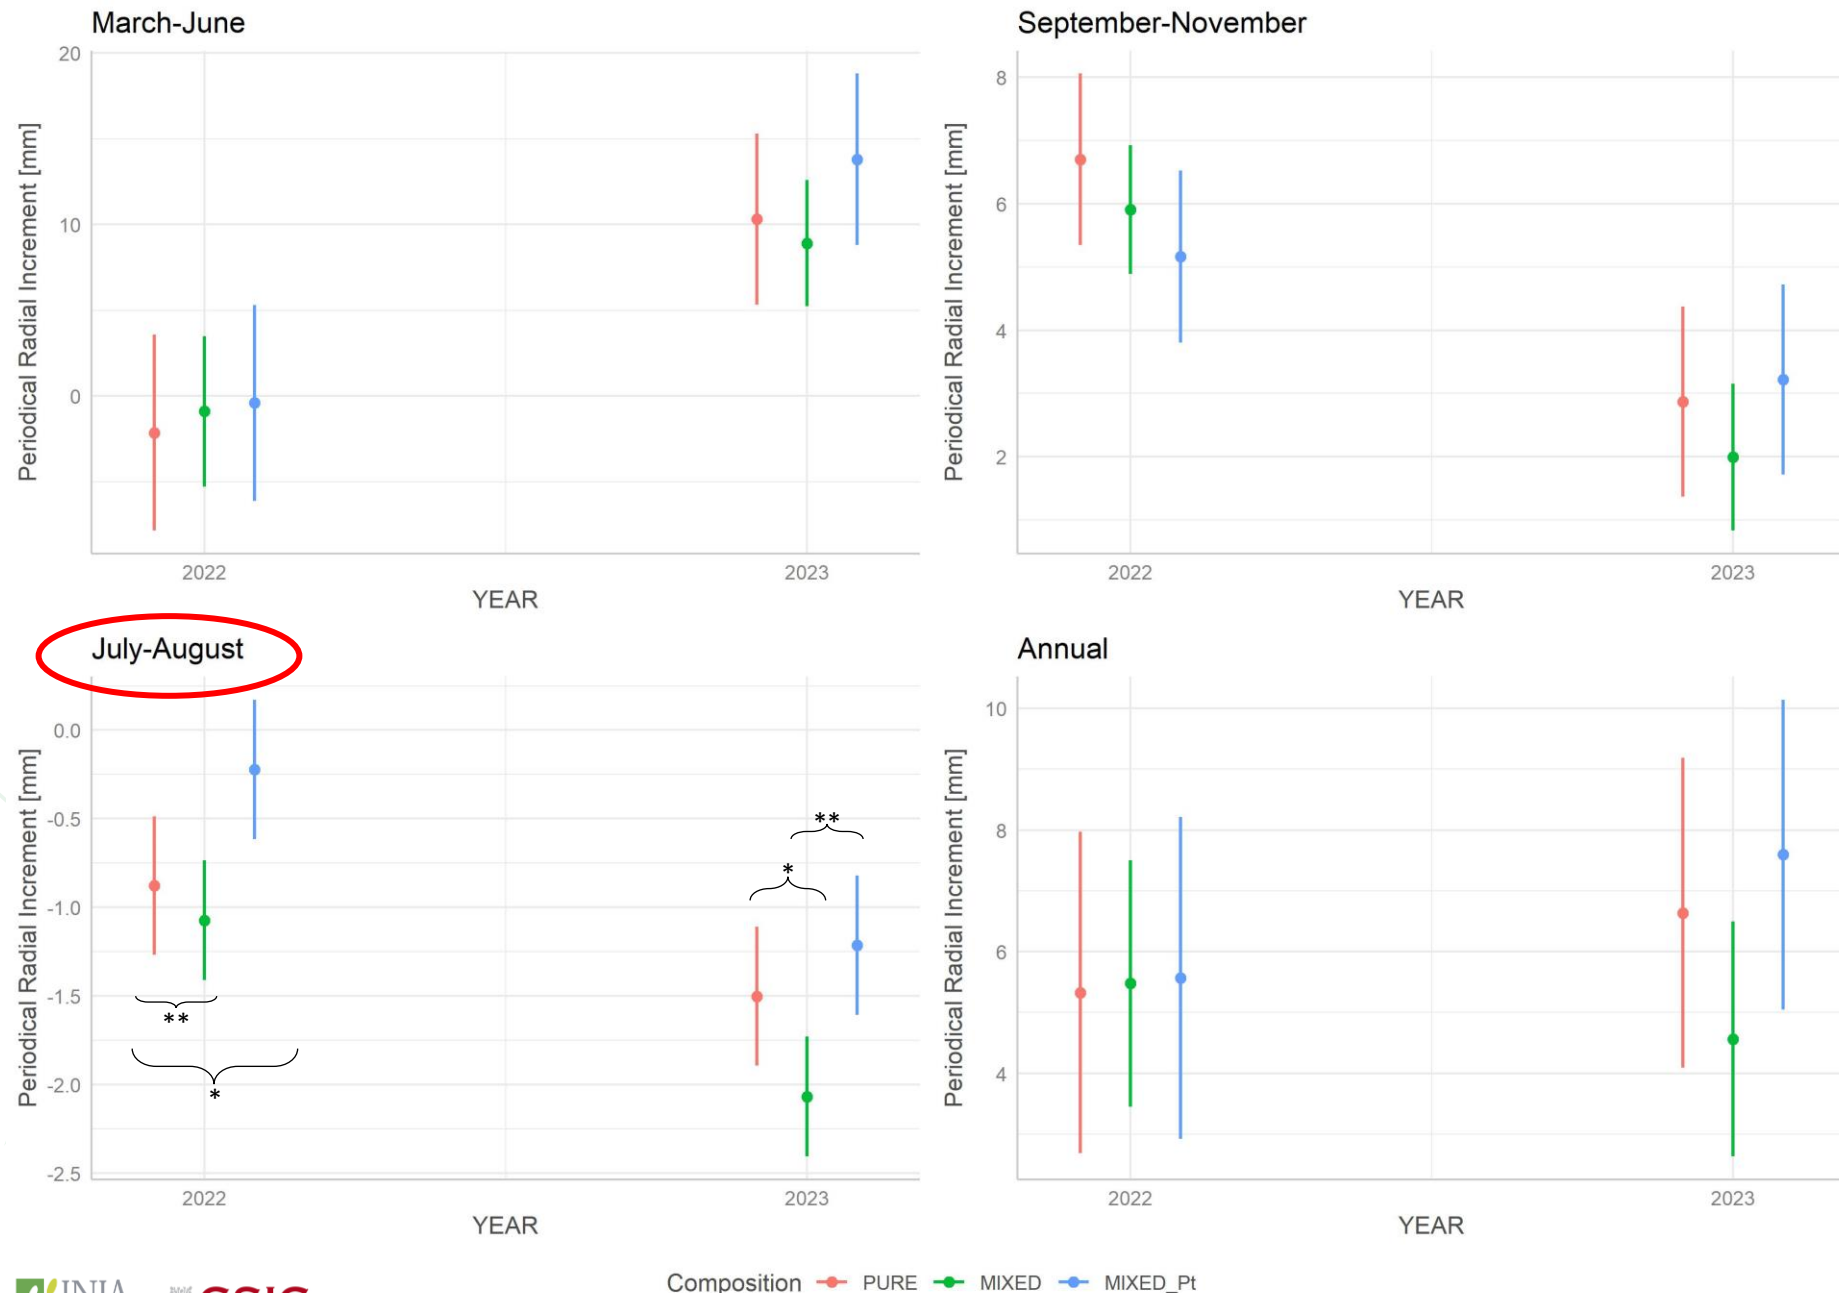 March-June
Periodical Radial Increment [mm]
20
10
0
2022
2023
YEAR
September-November
Periodical Radial Increment [mm]
8
6
4
2
2022
2023
YEAR
July-August
Periodical Radial Increment [mm]
0.0
-0.5
-1.0
-1.5
-2.0
-2.5
**
*
*
**
2022
2023
YEAR
Annual
Periodical Radial Increment [mm]
10
8
6
4
2022
2023
YEAR
Composition PURE MIXED MIXED_Pt
INIA
CSIC